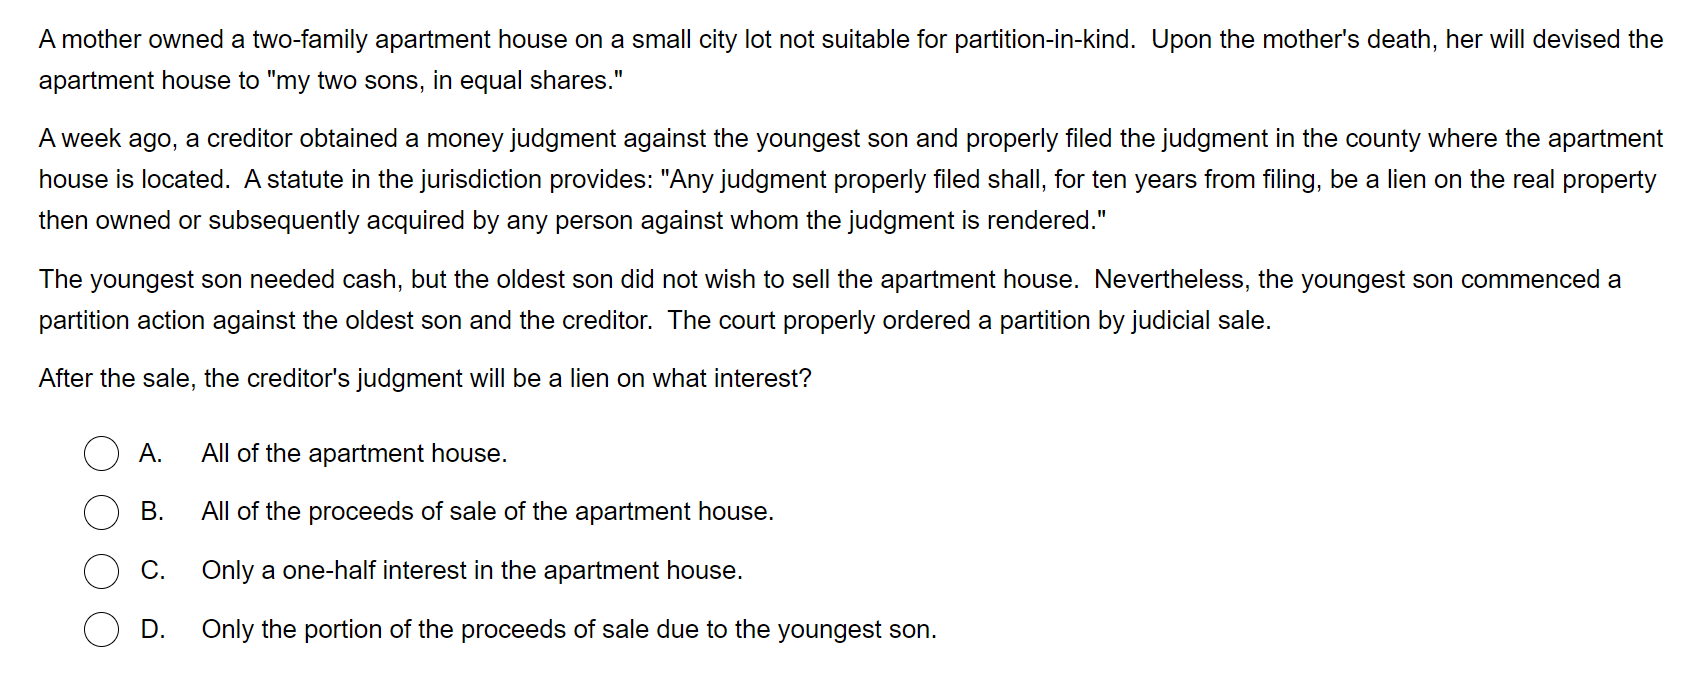 A mother owned a two-family apartment house on a small city lot not suitable for partition-in-kind.  Upon the mother's death, her will devised the
apartment house to "my two sons, in equal shares."
A week ago, a creditor obtained a money judgment against the youngest son and properly filed the judgment in the county where the apartment
house is located.  A statute in the jurisdiction provides: "Any judgment properly filed shall, for ten years from filing, be a lien on the real property
then owned or subsequently acquired by any person against whom the judgment is rendered."
The youngest son needed cash, but the oldest son did not wish to sell the apartment house.  Nevertheless, the youngest son commenced a
partition action against the oldest son and the creditor.  The court properly ordered a partition by judicial sale.
After the sale, the creditor's judgment will be a lien on what interest?
A. All of the apartment house.
B. All of the proceeds of sale of the apartment house.
C. Only a one-half interest in the apartment house.
D. Only the portion of the proceeds of sale due to the youngest son.